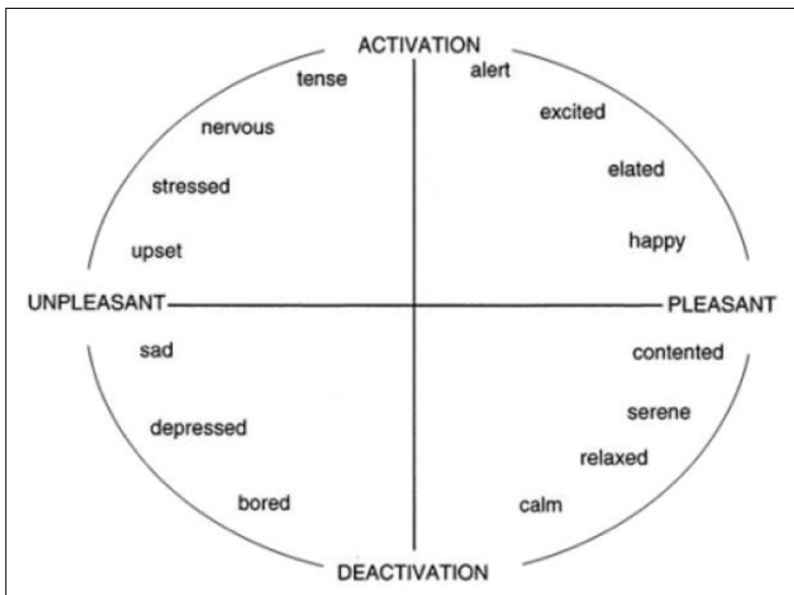 ACTIVATION
tense
alert
nervous
excited
stressed
elated
upset
happy
UNPLEASANT
PLEASANT
sad
contented
depressed
serene
relaxed
bored
calm
DEACTIVATION